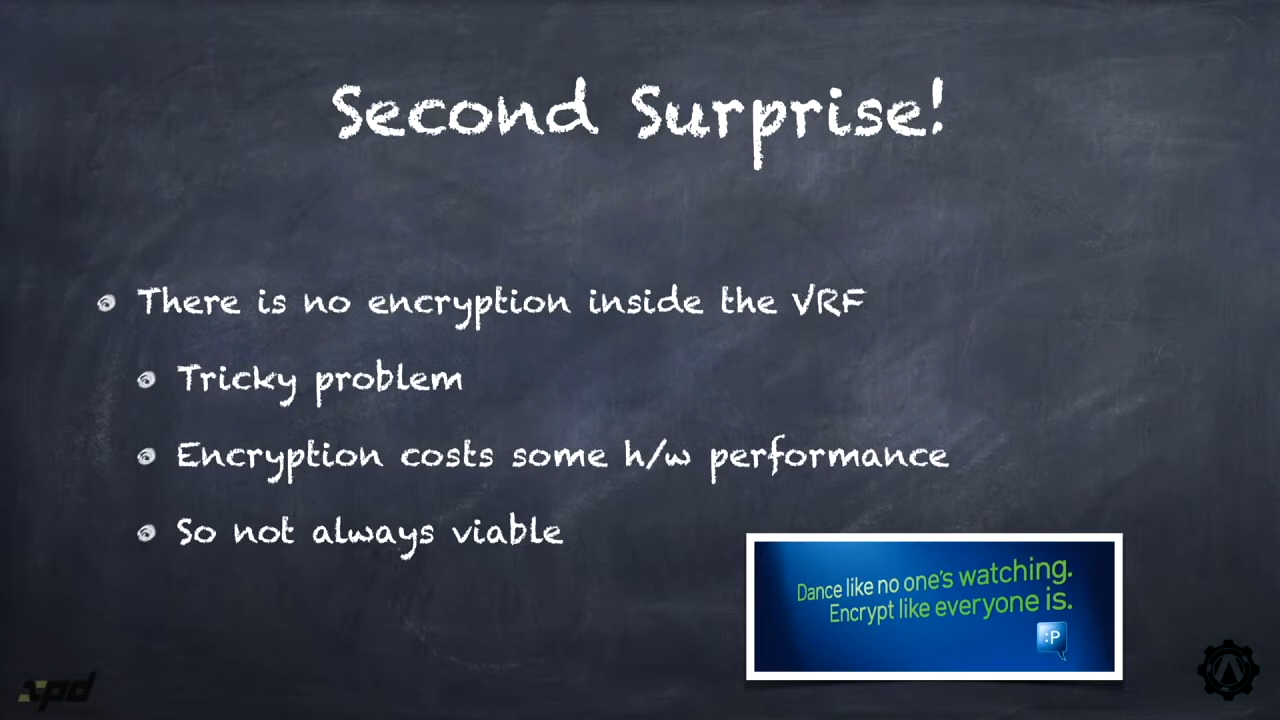 Second Surprise!
There is no encryption inside the VRF
Tricky problem
Encryption costs some h/w performance
So not always viable
Dance like no one's watching.
Encrypt like everyone is.
:P
xpd